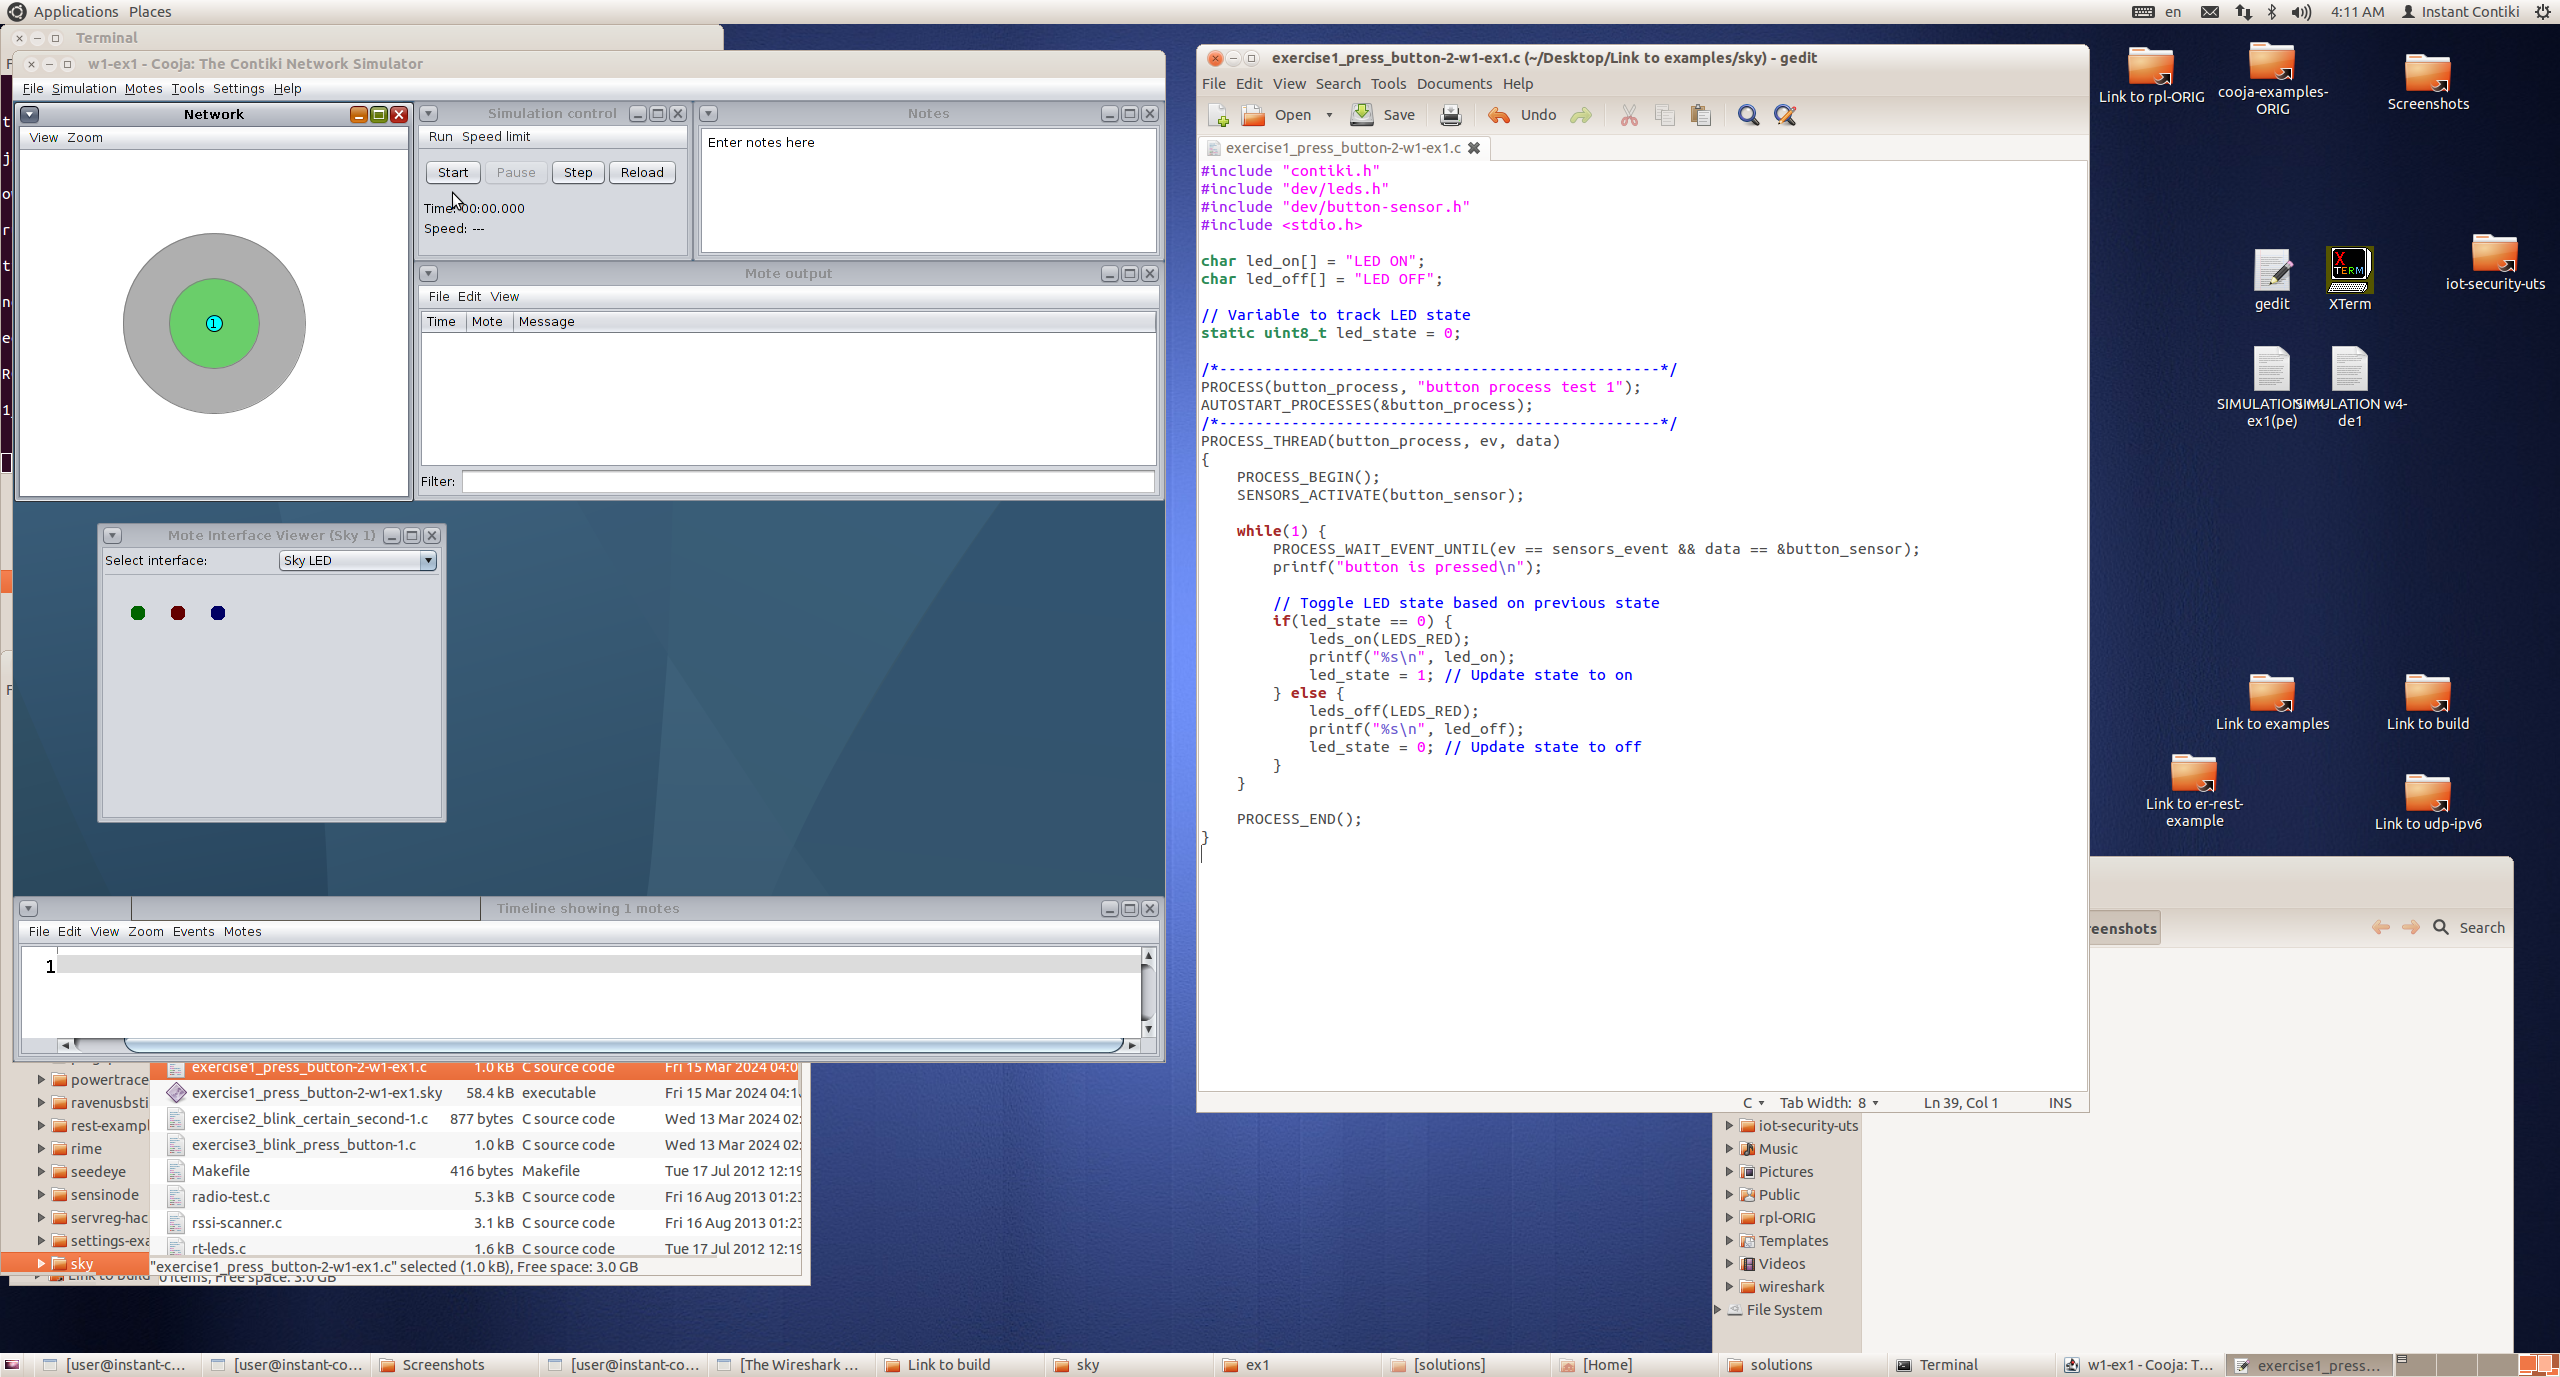 Applications Places
en
4:11 AM
Instant Contiki
Terminal
w1-ex1 - Cooja: The Contiki Network Simulator
File Simulation Motes Tools Settings Help
Network
View Zoom
1
Simulation control
Run Speed limit
Start Pause Step Reload
Time: 00:00.000
Speed: ---
Notes
Enter notes here
Mote output
File Edit View
Time Mote Message
Filter:
Mote Interface Viewer (Sky 1)
Select interface: Sky LED
Timeline showing 1 motes
File Edit View Zoom Events Motes
1
exercise1_press_button-2-w1-ex1.c (~/Desktop/Link to examples/sky) - gedit
File Edit View Search Tools Documents Help
Open Save Undo
exercise1_press_button-2-w1-ex1.c
#include "contiki.h"
#include "dev/leds.h"
#include "dev/button-sensor.h"
#include <stdio.h>
char led_on[] = "LED ON";
char led_off[] = "LED OFF";
// Variable to track LED state
static uint8_t led_state = 0;
/*-------------------------------------------------*/
PROCESS(button_process, "button process test 1");
AUTOSTART_PROCESSES(&button_process);
/*-------------------------------------------------*/
PROCESS_THREAD(button_process, ev, data)
{
PROCESS_BEGIN();
SENSORS_ACTIVATE(button_sensor);
while(1) {
PROCESS_WAIT_EVENT_UNTIL(ev == sensors_event && data == &button_sensor);
printf("button is pressed\n");
// Toggle LED state based on previous state
if(led_state == 0) {
leds_on(LEDS_RED);
printf("%s\n", led_on);
led_state = 1; // Update state to on
} else {
leds_off(LEDS_RED);
printf("%s\n", led_off);
led_state = 0; // Update state to off
}
}
PROCESS_END();
}
C Tab Width: 8 Ln 39, Col 1 INS
Link to rpl-ORIG
cooja-examples-ORIG
Screenshots
gedit
XTerm
XTERM
iot-security-uts
ex1(pe)
SIMULATION w4-de1
Link to examples
Link to build
Link to er-rest-example
Link to udp-ipv6
eenshots
Search
powertrace
ravenusbsti
rest-exampl
rime
seedeye
sensinode
servreg-hac
settings-exa
sky
exercise1_press_button-2-w1-ex1.c 1.0 kB C source code Fri 15 Mar 2024 04:0
exercise1_press_button-2-w1-ex1.sky 58.4 kB executable Fri 15 Mar 2024 04:1
exercise2_blink_certain_second-1.c 877 bytes C source code Wed 13 Mar 2024 02:
exercise3_blink_press_button-1.c 1.0 kB C source code Wed 13 Mar 2024 02:
Makefile 416 bytes Makefile Tue 17 Jul 2012 12:19
radio-test.c 5.3 kB C source code Fri 16 Aug 2013 01:23
rssi-scanner.c 3.1 kB C source code Fri 16 Aug 2013 01:23
rt-leds.c 1.6 kB C source code Tue 17 Jul 2012 12:19
"exercise1_press_button-2-w1-ex1.c" selected (1.0 kB), Free space: 3.0 GB
iot-security-uts
Music
Pictures
Public
rpl-ORIG
Templates
Videos
wireshark
File System
[user@instant-c... [user@instant-co... Screenshots [user@instant-co... [The Wireshark ... Link to build sky ex1 [solutions] [Home] solutions Terminal w1-ex1 - Cooja: T... exercise1_press...